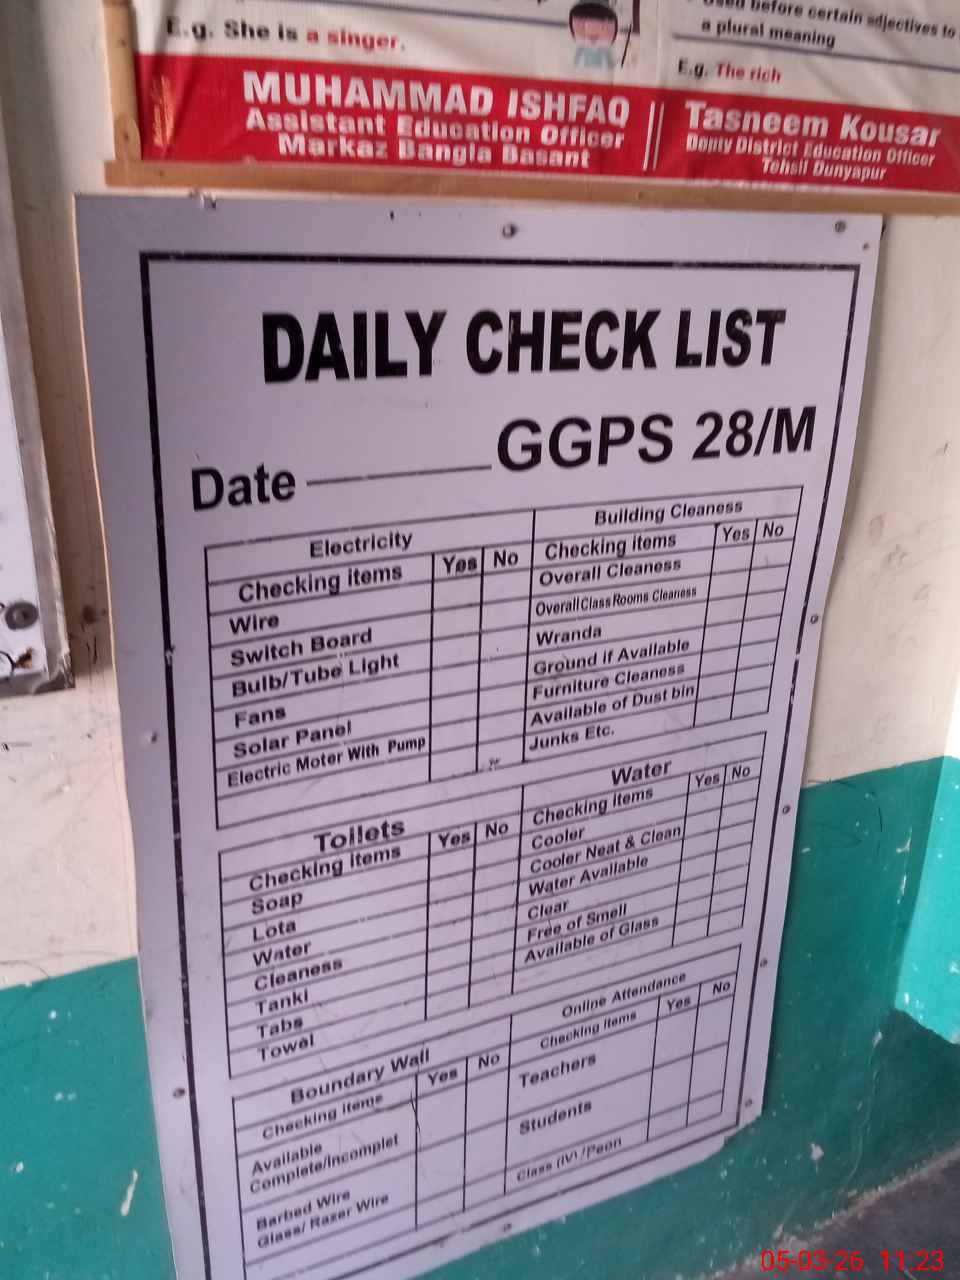 E.g. She is a singer.
Used before certain adjectives to
a plural meaning
E.g. The rich
MUHAMMAD ISHFAQ
Assistant Education Officer
Markaz Bangla Basant
Tasneem Kousar
Depty District Education Officer
Tehsil Dunyapur
DAILY CHECK LIST
GGPS 28/M
Date
Electricity
Checking items Yes No
Wire
Switch Board
Bulb/Tube Light
Fans
Solar Panel
Electric Motor With Pump
Building Cleaness
Checking items Yes No
Overall Cleaness
Overall Class Rooms Cleaness
Wranda
Ground if Available
Furniture Cleaness
Available of Dust bin
Junks Etc.
Toilets
Checking items Yes No
Soap
Lota
Water
Cleaness
Tanki
Tabs
Towel
Water
Checking items Yes No
Cooler
Cooler Neat & Clean
Water Available
Clear
Free of Smell
Available of Glass
Boundary Wall
Checking items Yes No
Available
Complete/Incomplet
Barbed Wire
Glass/ Razer Wire
Online Attendance
Checking items Yes No
Teachers
Students
Class (IV) /Peon
05-03-26 11:23